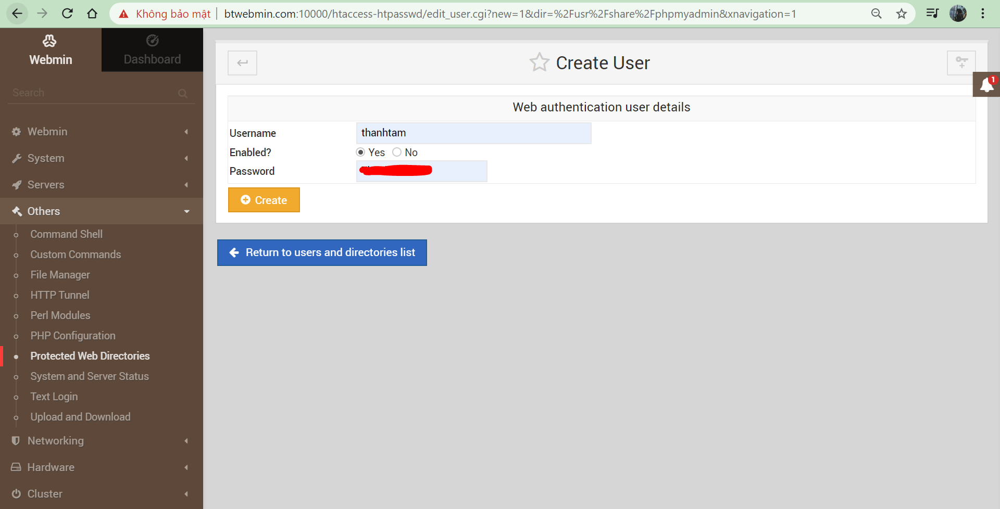 Không bảo mật
btwebmin.com:10000/htaccess-htpasswd/edit_user.cgi?new=1&dir=%2Fusr%2Fshare%2Fphpmyadmin&xnavigation=1
Webmin
Dashboard
Search
Webmin
System
Servers
Others
Command Shell
Custom Commands
File Manager
HTTP Tunnel
Perl Modules
PHP Configuration
Protected Web Directories
System and Server Status
Text Login
Upload and Download
Networking
Hardware
Cluster
Create User
1
Web authentication user details
Username
thanhtam
Enabled?
Yes No
Password
Create
Return to users and directories list